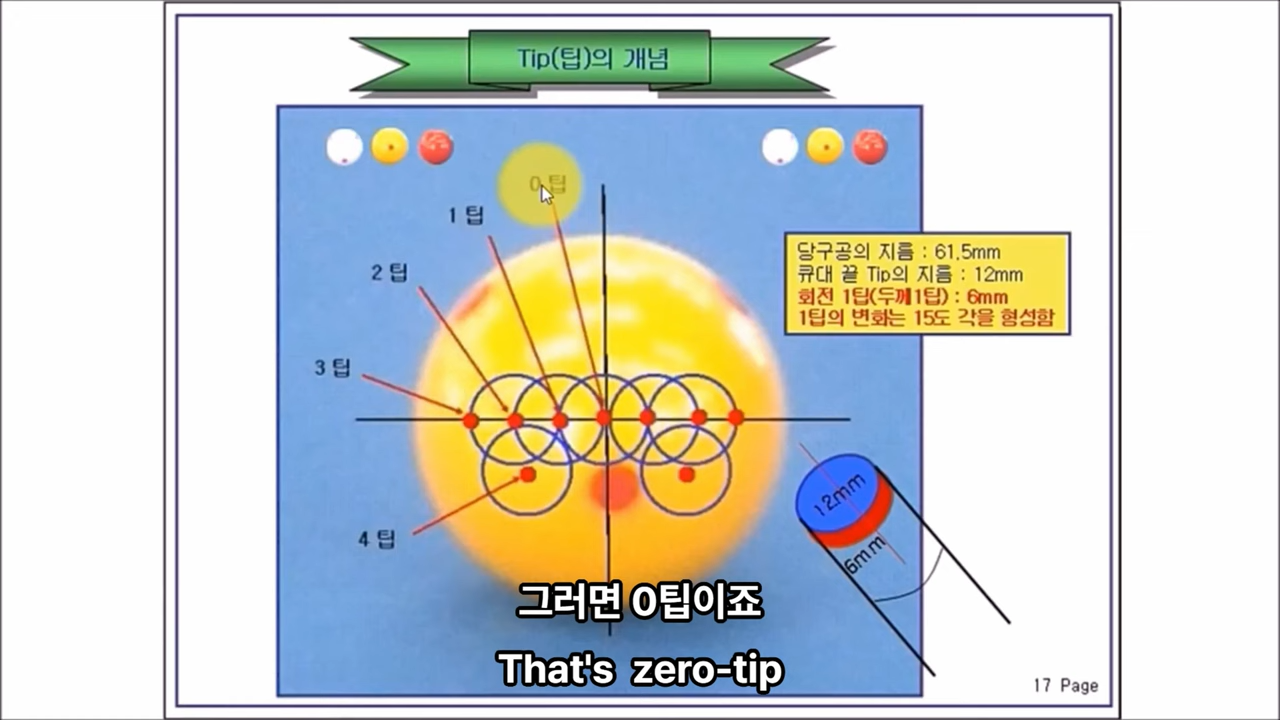 Tip(팁)의 개념
0 팁
1 팁
2 팁
3 팁
4 팁
당구공의 지름 : 61,5mm
큐대 끝 Tip의 지름 : 12mm
회전 1팁(두께1팁) : 6mm
1팁의 변화는 15도 각을 형성함
12mm
6mm
그러면 0팁이죠
That's zero-tip
17 Page